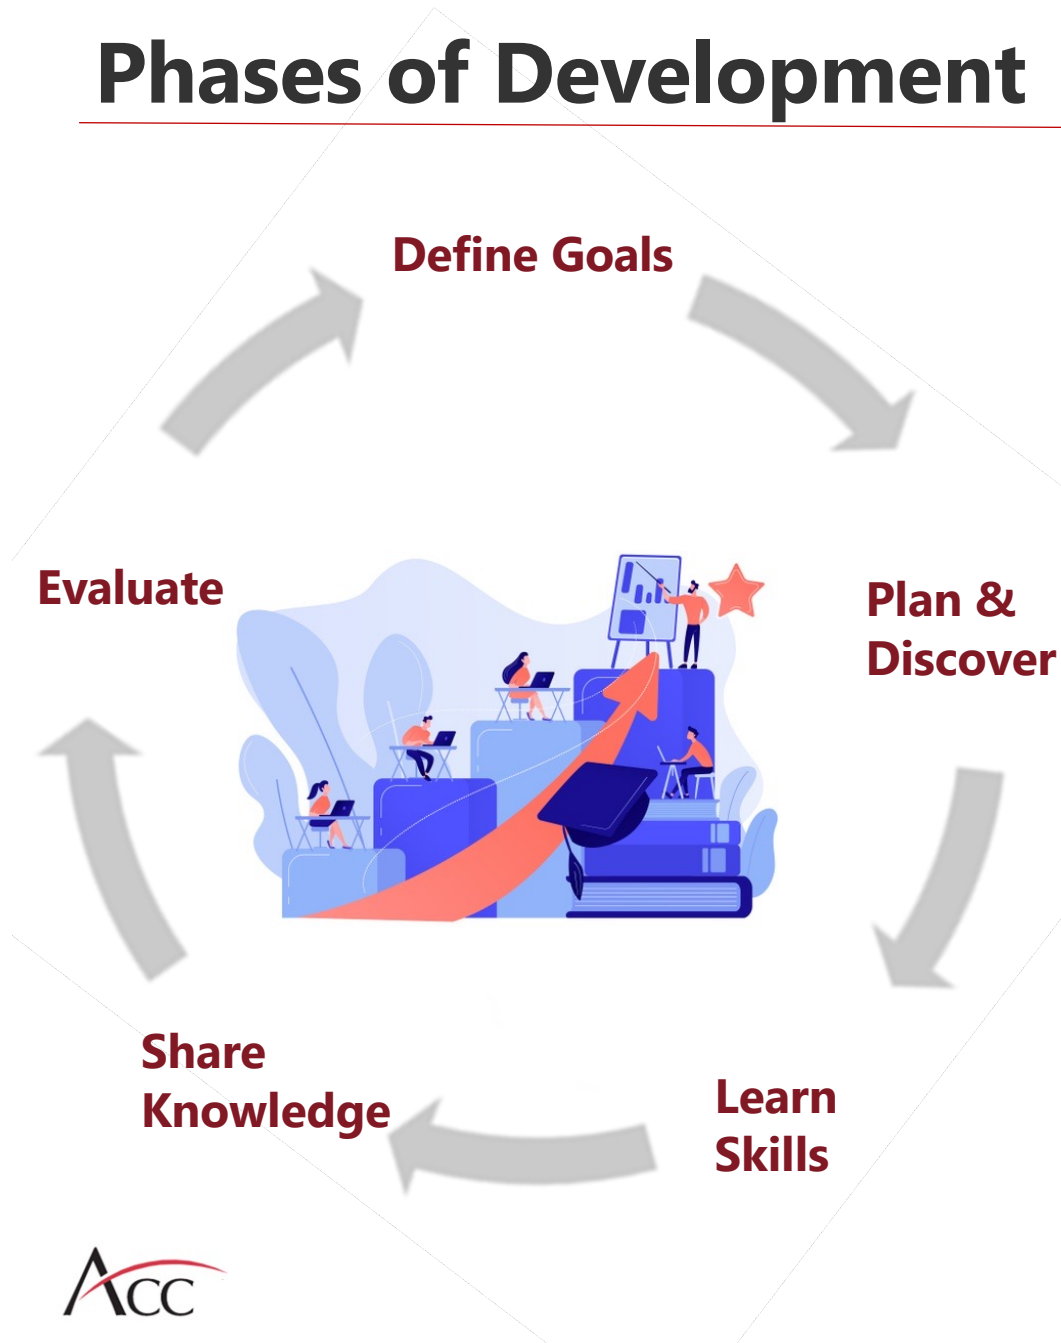 Phases of Development
Define Goals
Plan &
Discover
Learn
Skills
Share
Knowledge
Evaluate
ACC